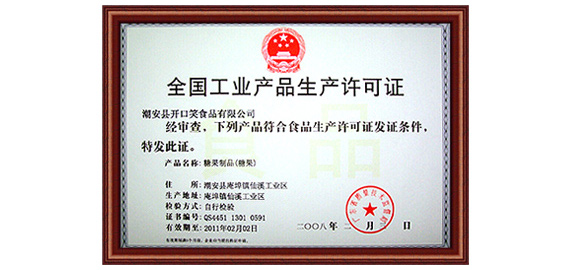 全国工业产品生产许可证
潮安县开口笑食品有限公司
经审查，下列产品符合食品生产许可证发证条件，
特发此证。
产品名称：糖果制品(糖果)
住　所：潮安县庵埠镇仙溪工业区
生产地址：庵埠镇仙溪工业区
检验方式：自行检验
证书编号：QS4451 1301 0591
有效期至：2011年02月02日
二〇〇八年 二 月 日
食品